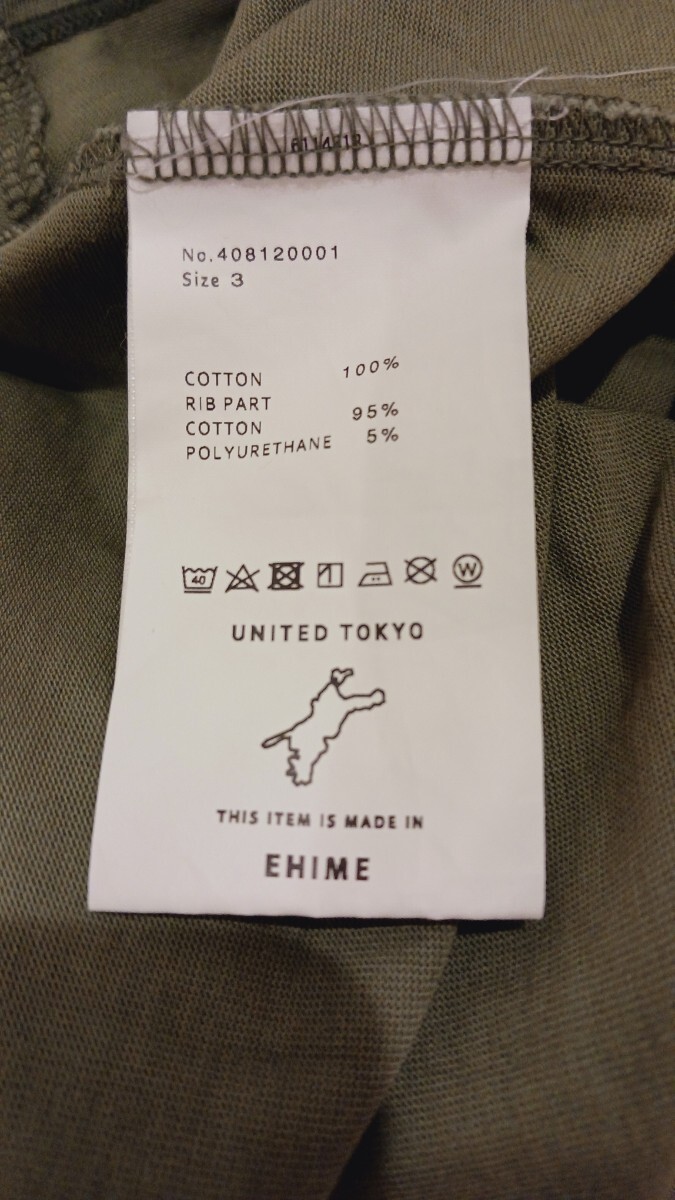 No.408120001
Size 3
COTTON 100%
RIB PART
COTTON 95%
POLYURETHANE 5%
40 W
UNITED TOKYO
THIS ITEM IS MADE IN
EHIME